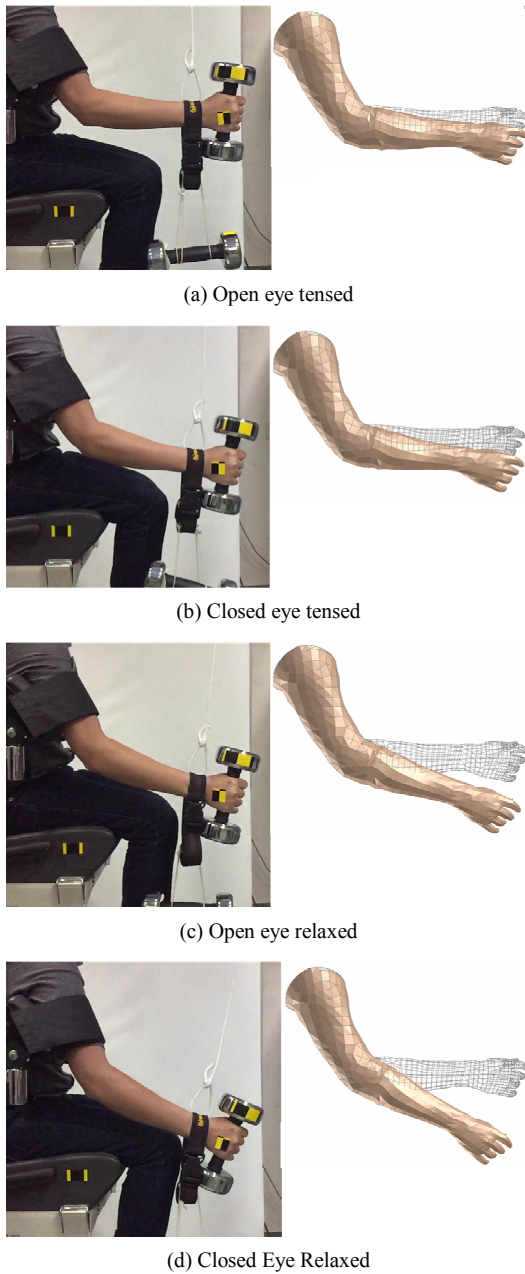 (a) Open eye tensed
(b) Closed eye tensed
(c) Open eye relaxed
(d) Closed Eye Relaxed